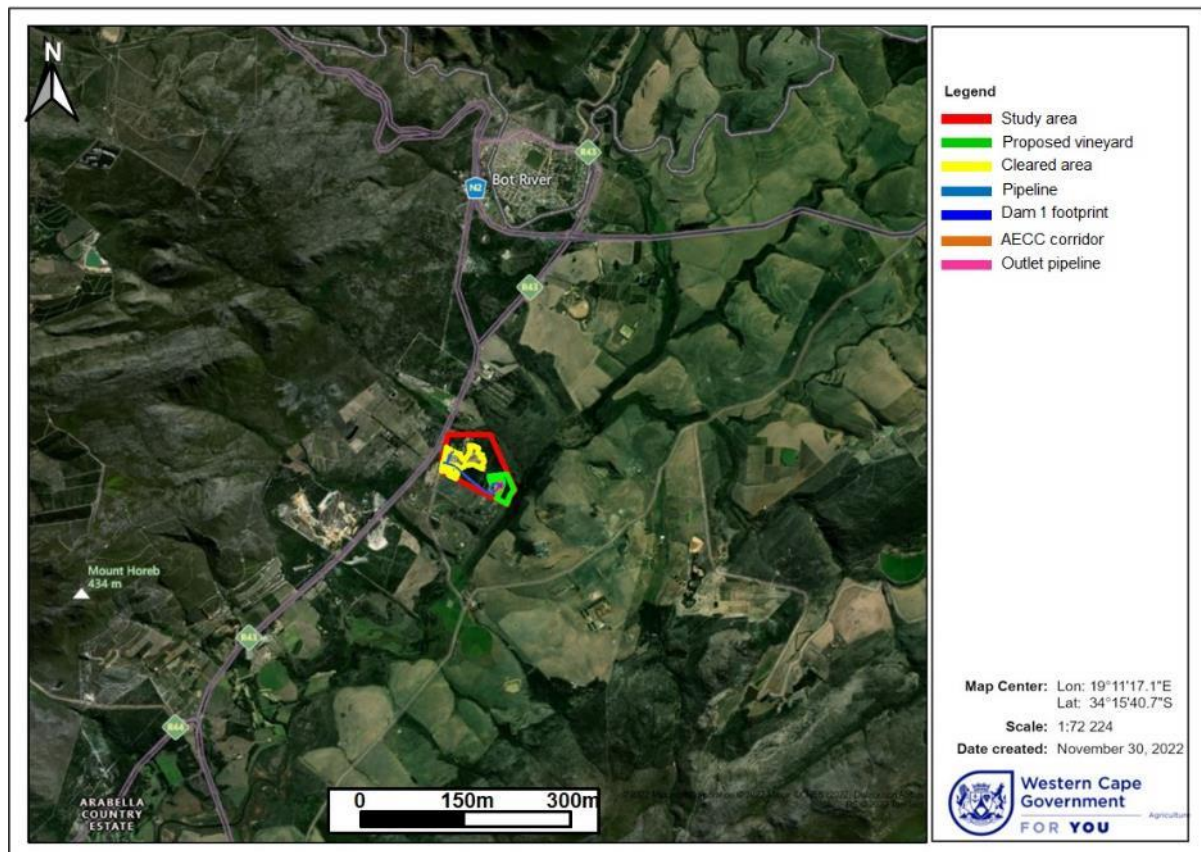 N
N2
Bot River
R43
R43
Mount Horeb
434 m
R43
R44
ARABELLA
COUNTRY
ESTATE
0 150m 300m
Legend
Study area
Proposed vineyard
Cleared area
Pipeline
Dam 1 footprint
AECC corridor
Outlet pipeline
Map Center: Lon: 19°11'17.1"E
Lat: 34°15'40.7"S
Scale: 1:72 224
Date created: November 30, 2022
Western Cape
Government
Agriculture
FOR YOU